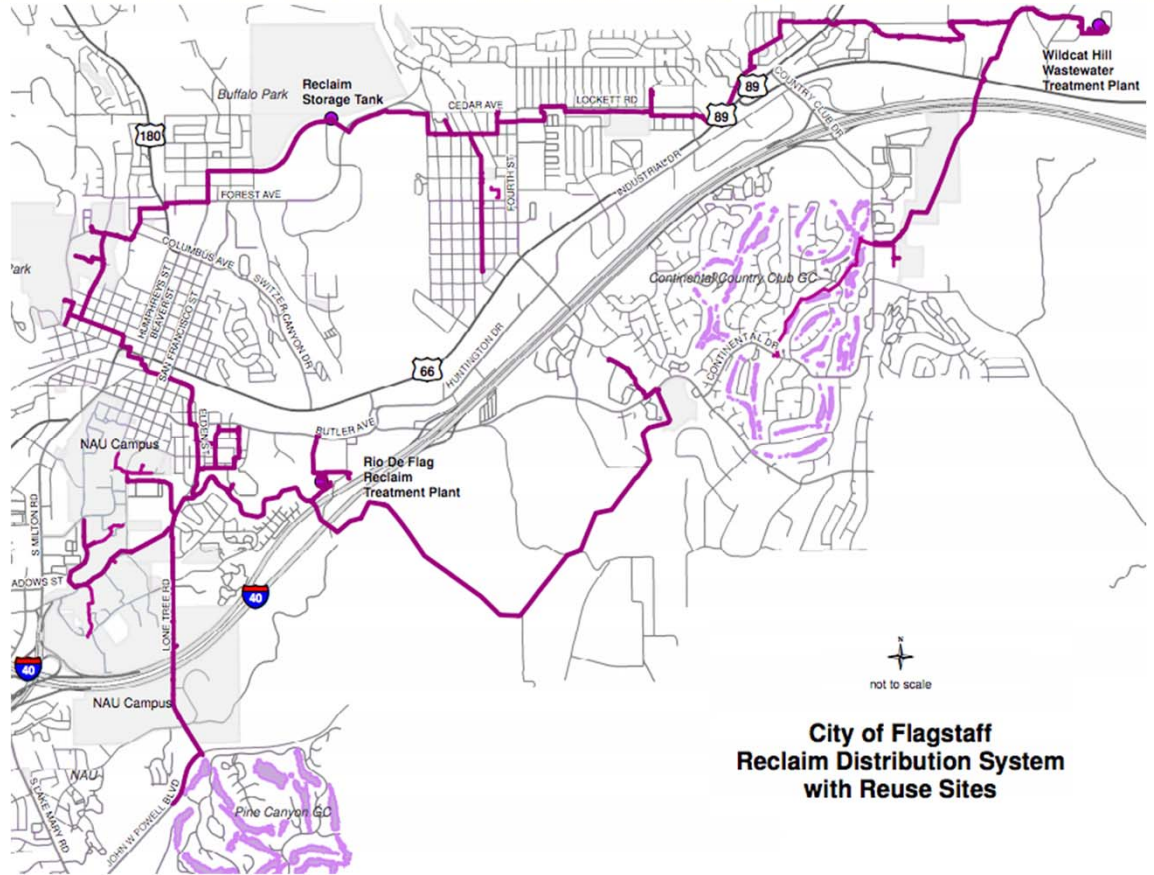 Buffalo Park
Reclaim
Storage Tank
180
CEDAR AVE
LOCKETT RD
89
89
COUNTRY CLUB DR
Wildcat Hill
Wastewater
Treatment Plant
FOREST AVE
FOURTH ST
INDUSTRIAL DR
COLUMBUS AVE
SWITZER CANYON DR
ark
HUMPHREYS ST
BEAVER ST
SAN FRANCISCO ST
Continental Country Club GC
CONTINENTAL DR
66
HUNTINGTON DR
BUTLER AVE
NAU Campus
Rio De Flag
Reclaim
Treatment Plant
S MILTON RD
ADOWS ST
LONE TREE RD
40
40
NAU Campus
N
not to scale
City of Flagstaff
Reclaim Distribution System
with Reuse Sites
NAU
S LAKE MARY RD
JOHN W POWELL BLVD
Pine Canyon GC